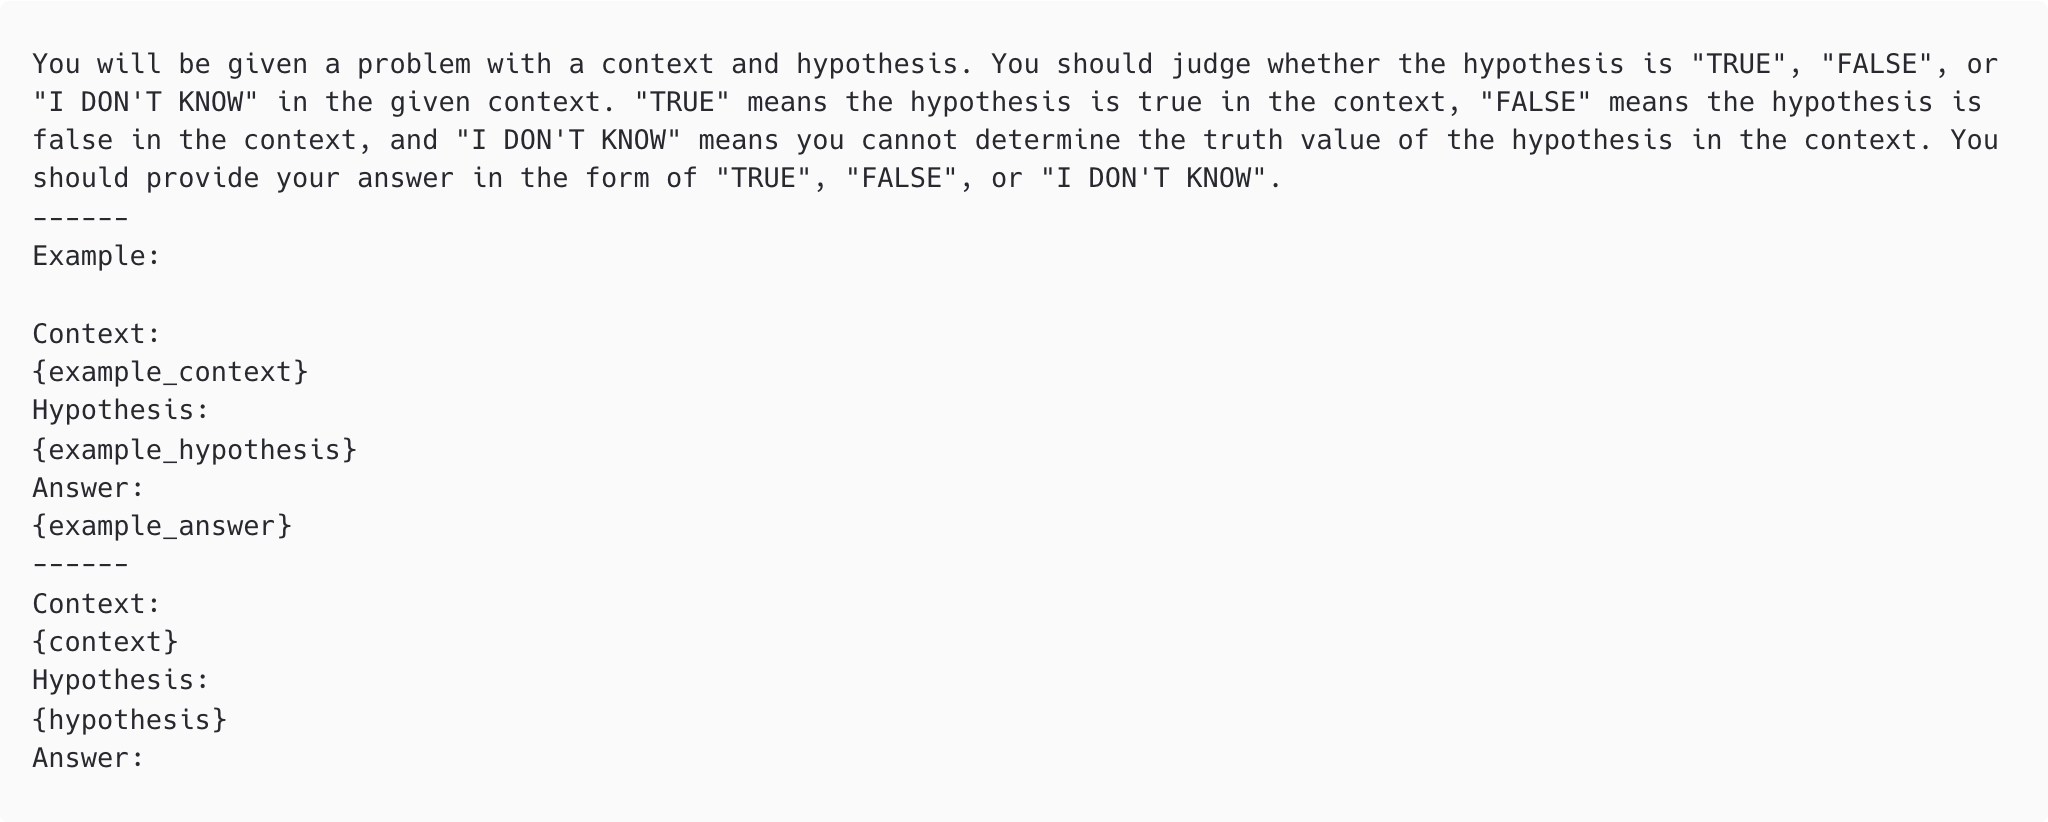 You will be given a problem with a context and hypothesis. You should judge whether the hypothesis is "TRUE", "FALSE", or
"I DON'T KNOW" in the given context. "TRUE" means the hypothesis is true in the context, "FALSE" means the hypothesis is
false in the context, and "I DON'T KNOW" means you cannot determine the truth value of the hypothesis in the context. You
should provide your answer in the form of "TRUE", "FALSE", or "I DON'T KNOW".
------
Example:

Context:
{example_context}
Hypothesis:
{example_hypothesis}
Answer:
{example_answer}
------
Context:
{context}
Hypothesis:
{hypothesis}
Answer: